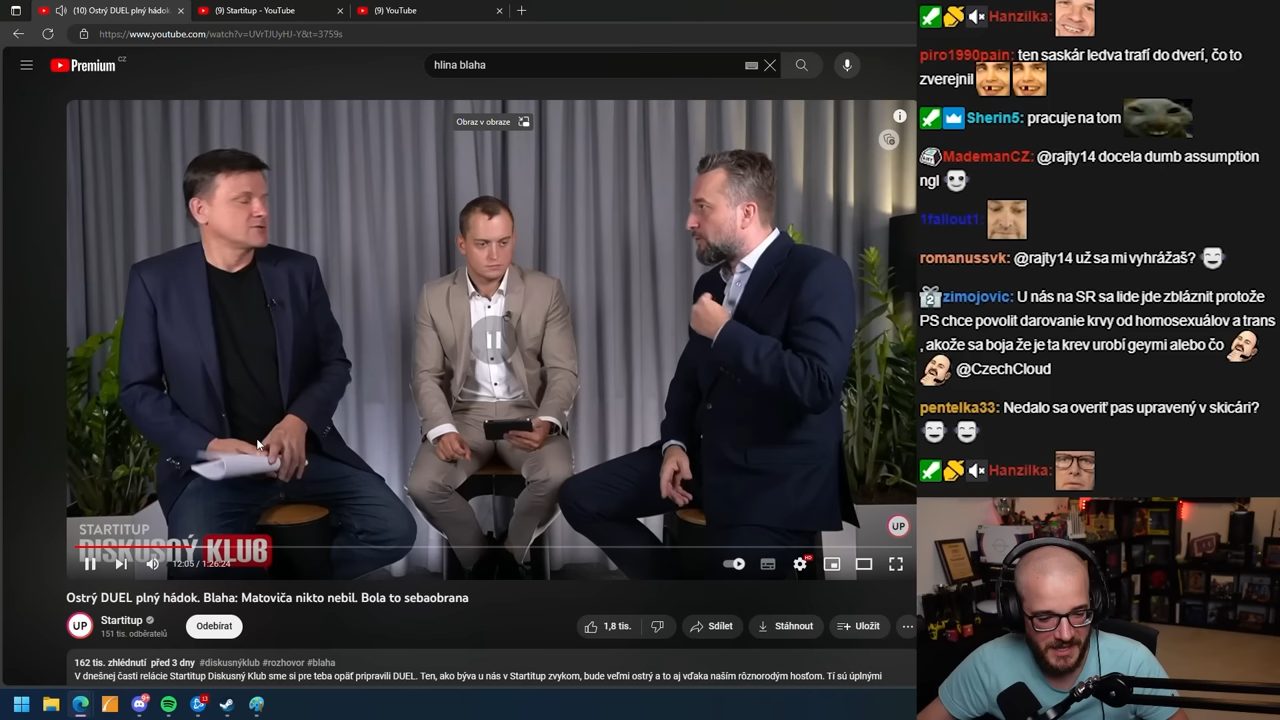 (10) Ostrý DUEL plný hádok.
(9) Startitup - YouTube
(9) YouTube
https://www.youtube.com/watch?v=UVrTJUyHJ-Y&t=3759s
Premium CZ
hlina blaha
Obraz v obraze
STARTITUP
DISKUSNÝ KLUB
UP
12:05 / 1:26:24
HD
Ostrý DUEL plný hádok. Blaha: Matoviča nikto nebil. Bola to sebaobrana
UP
Startitup
151 tis. odběratelů
Odebírat
1,8 tis.
Sdílet
Stáhnout
Uložit
162 tis. zhlédnutí před 3 dny #diskusnýklub #rozhovor #blaha
V dnešnej časti relácie Startitup Diskusný Klub sme si pre teba opäť pripravili DUEL. Ten, ako býva u nás v Startitup zvykom, bude veľmi ostrý a to aj vďaka našim rôznorodým hosťom. Tí sú úplnými
Hanzilka:
piro1990pain: ten saskár ledva trafí do dverí, čo to
zverejnil
Sherin5: pracuje na tom
MademanCZ: @rajty14 docela dumb assumption
ngl
1fallout1:
romanussvk: @rajty14 už sa mi vyhrážaš?
2 zimojovic: U nás na SR sa lide jde zbláznit protože
PS chce povolit darovanie krvy od homosexuálov a trans
, akože sa boja že je ta krev urobí geymi alebo čo
@CzechCloud
pentelka33: Nedalo sa overiť pas upravený v skicári?
Hanzilka: